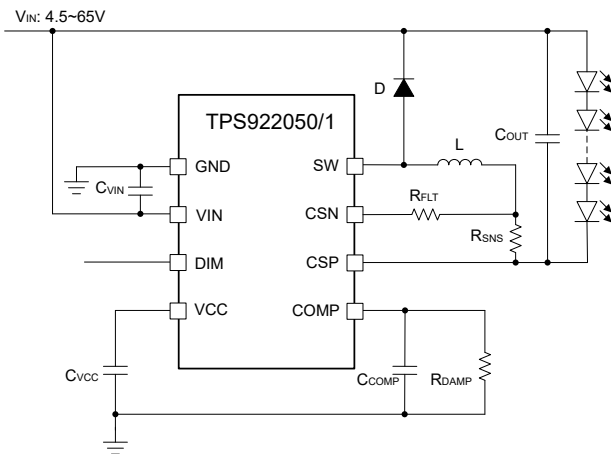 VIN: 4.5~65V
D
TPS922050/1
COUT
GND
SW
L
CVIN
RFLT
VIN
CSN
RSNS
DIM
CSP
VCC
COMP
CVCC
CCOMP
RDAMP